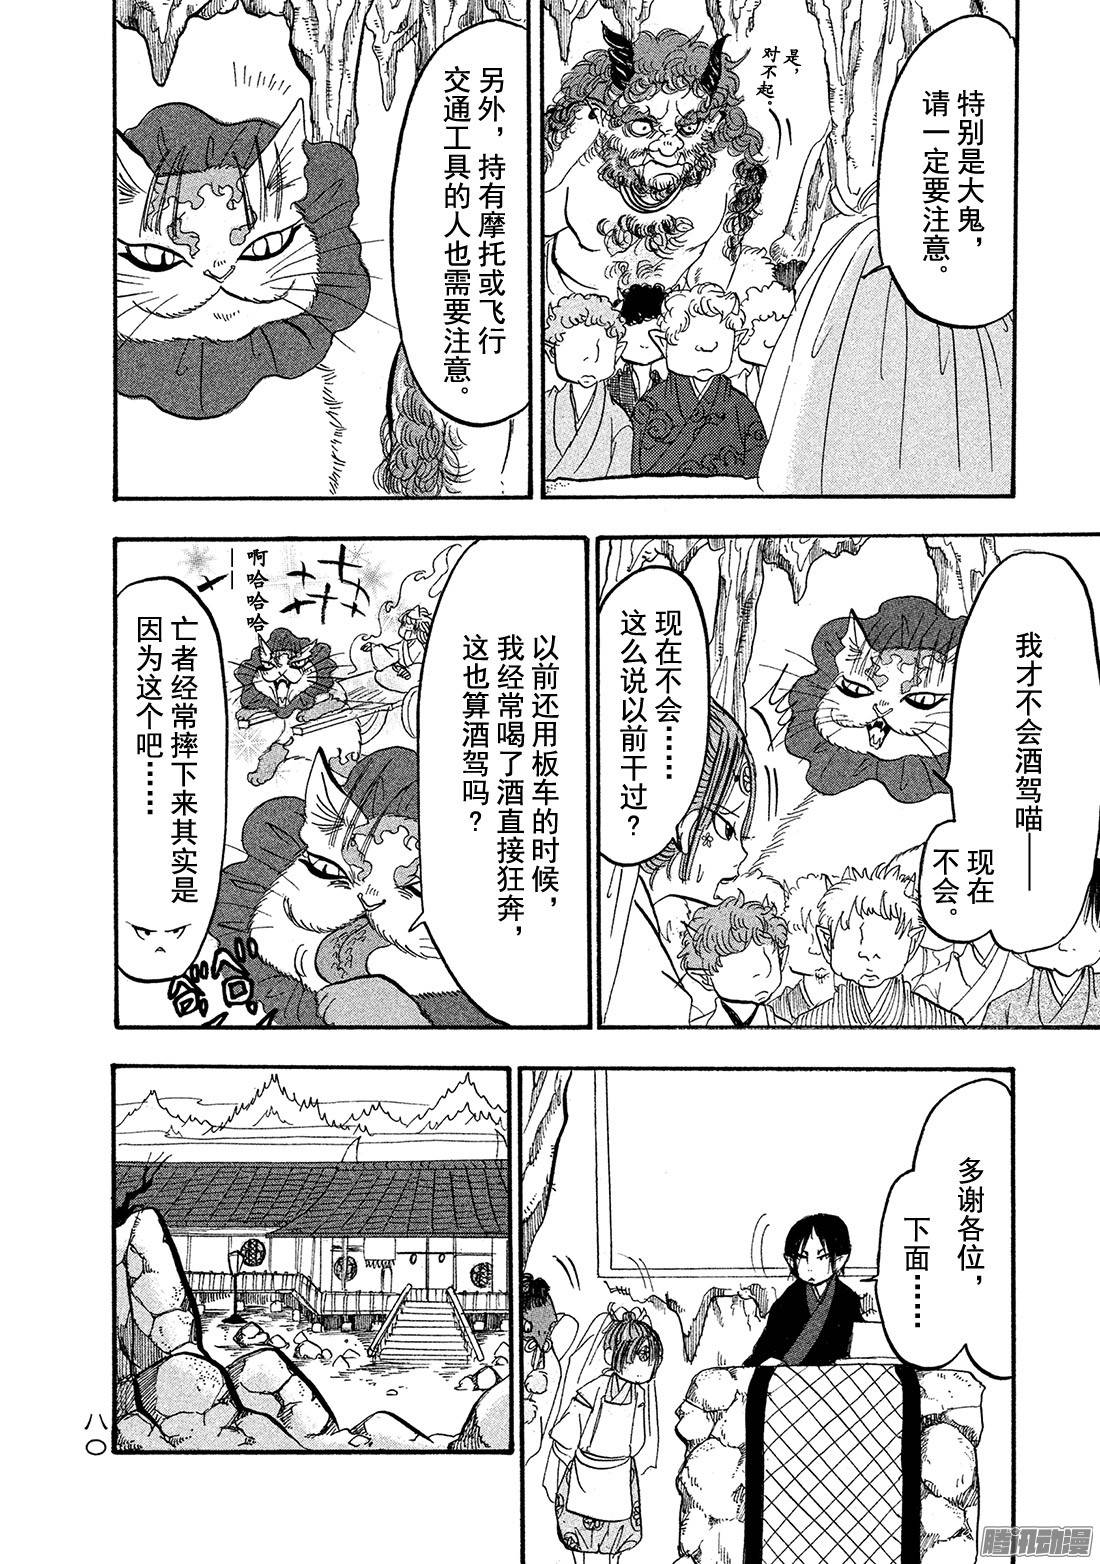 特别是大鬼，
请一定要注意。
是，
对不起。
另外，持有摩托或飞行
交通工具的人也需要注意。
我才不会酒驾喵——
现在
不会。
现在不会……
这么说以前干过？
以前还用板车的时候，
我经常喝了酒直接狂奔，
这也算酒驾吗？
啊哈哈哈
——
亡者经常摔下来其实是
因为这个吧……
多谢各位，
下面……
八〇
腾讯动漫